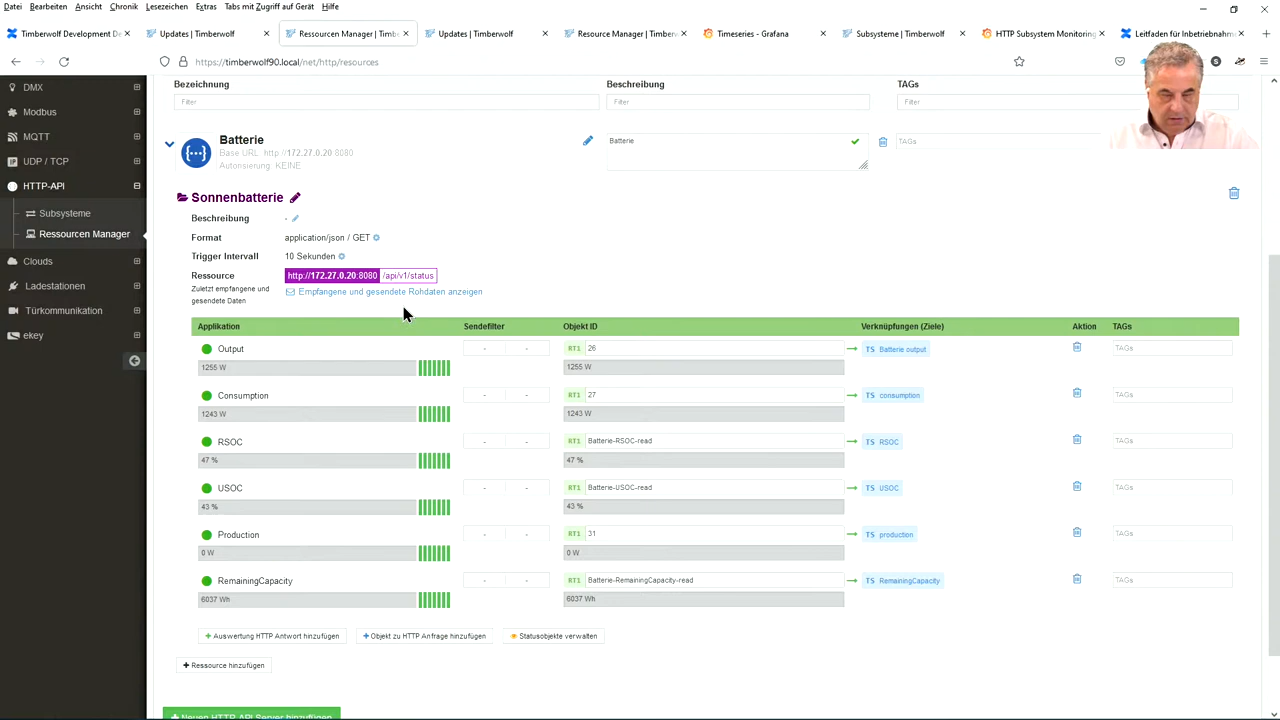 Datei Bearbeiten Ansicht Chronik Lesezeichen Extras Tabs mit Zugriff auf Gerät Hilfe
Timberwolf Development De Updates | Timberwolf Ressourcen Manager | Timb Updates | Timberwolf Resource Manager | Timberw Timeseries - Grafana Subsysteme | Timberwolf HTTP Subsystem Monitoring Leitfaden für Inbetriebnahm
https://timberwolf90.local/net/http/resources
DMX
Modbus
MQTT
UDP / TCP
HTTP-API
Subsysteme
Ressourcen Manager
Clouds
Ladestationen
Türkommunikation
ekey
Bezeichnung Beschreibung TAGs
Filter Filter Filter
Batterie Batterie TAGs
Base URL: http://172.27.0.20:8080
Autorisierung: KEINE
Sonnenbatterie
Beschreibung -
Format application/json / GET
Trigger Intervall 10 Sekunden
Ressource http://172.27.0.20:8080 /api/v1/status
Zuletzt empfangene und gesendete Daten Empfangene und gesendete Rohdaten anzeigen
Applikation Sendefilter Objekt ID Verknüpfungen (Ziele) Aktion TAGs
Output - - RT1 26 TS Batterie output TAGs
1255 W 1255 W
Consumption - - RT1 27 TS consumption TAGs
1243 W 1243 W
RSOC - - RT1 Batterie-RSOC-read TS RSOC TAGs
47 % 47 %
USOC - - RT1 Batterie-USOC-read TS USOC TAGs
43 % 43 %
Production - - RT1 31 TS production TAGs
0 W 0 W
RemainingCapacity - - RT1 Batterie-RemainingCapacity-read TS RemainingCapacity TAGs
6037 Wh 6037 Wh
+ Auswertung HTTP Antwort hinzufügen + Objekt zu HTTP Anfrage hinzufügen Statusobjekte verwalten
+ Ressource hinzufügen
+ Neuen HTTP API Server hinzufügen